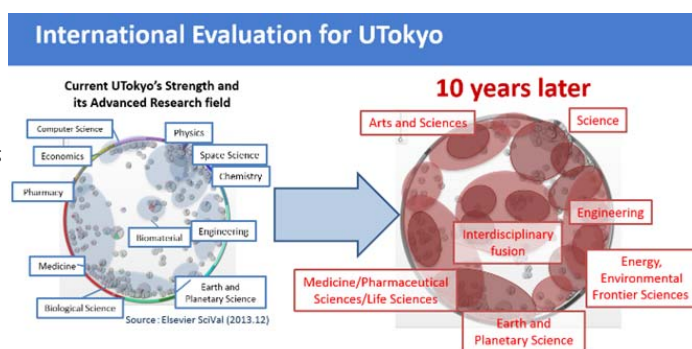 International Evaluation for UTokyo
Current UTokyo's Strength and
its Advanced Research field
Computer Science
Physics
Economics
Space Science
Pharmacy
Chemistry
Biomaterial
Engineering
Medicine
Biological Science
Earth and
Planetary Science
Source : Elsevier SciVal (2013.12)
10 years later
Arts and Sciences
Science
Engineering
Interdisciplinary
fusion
Medicine/Pharmaceutical
Sciences/Life Sciences
Energy,
Environmental
Frontier Sciences
Earth and
Planetary Science